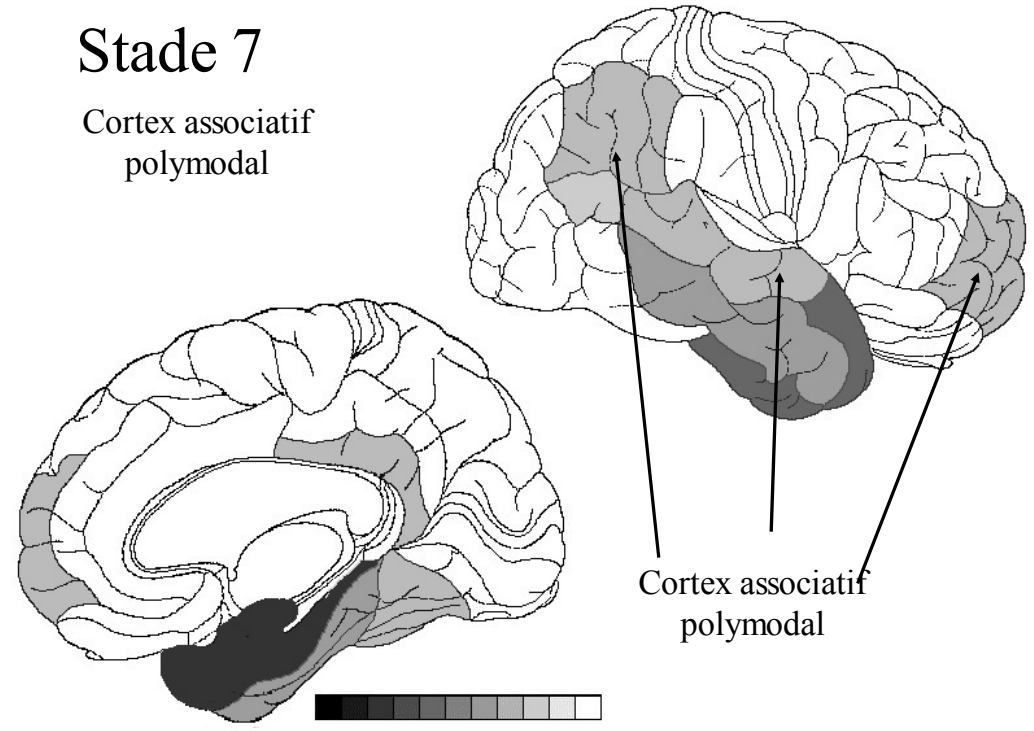 Stade 7
Cortex associatif
polymodal
Cortex associatif
polymodal